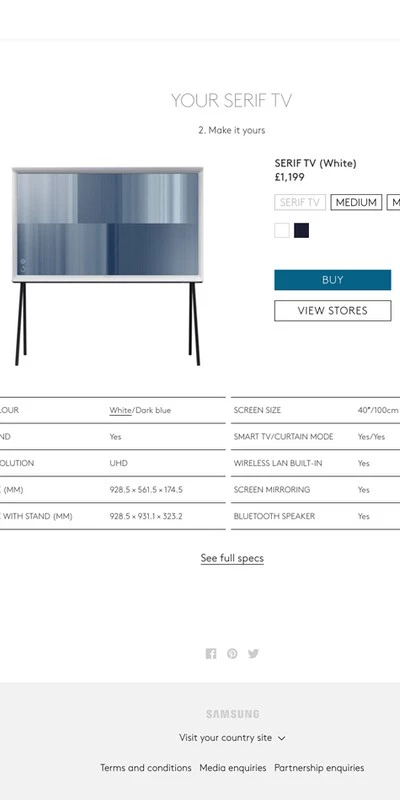 YOUR SERIF TV
2. Make it yours
SERIF TV (White)
£1,199
SERIF TV MEDIUM M
BUY
VIEW STORES
LOUR White/Dark blue
ND Yes
OLUTION UHD
(MM) 928.5 × 561.5 × 174.5
WITH STAND (MM) 928.5 × 931.1 × 323.2
SCREEN SIZE 40"/100cm
SMART TV/CURTAIN MODE Yes/Yes
WIRELESS LAN BUILT-IN Yes
SCREEN MIRRORING Yes
BLUETOOTH SPEAKER Yes
See full specs
SAMSUNG
Visit your country site
Terms and conditions Media enquiries Partnership enquiries